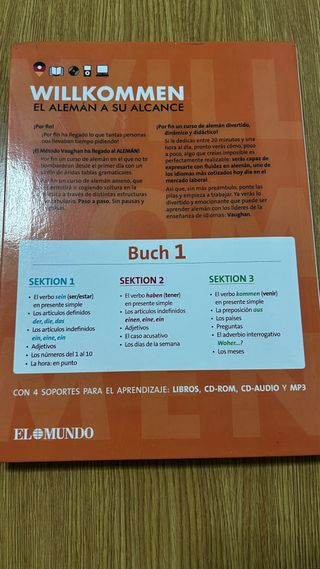 WILLKOMMEN
EL ALEMÁN A SU ALCANCE
¡Por fin!
¡Por fin ha llegado lo que tantas personas
nos llevaban tiempo pidiendo!
¡El Método Vaughan ha llegado al ALEMÁN!
Por fin un curso de alemán en el que no te
bombardean desde el primer día con un
sinfín de áridas tablas gramaticales.
un curso de alemán ameno, que
permitirá ir cogiendo soltura en la
a través de distintas estructuras
vocabulario. Paso a paso. Sin pausas y
¡Por fin un curso de alemán divertido,
dinámico y didáctico!
Si le dedicas entre 20 minutos y una
hora al día, pronto verás cómo, poco
a poco, algo que creías imposible es
perfectamente realizable: serás capaz de
expresarte con fluidez en alemán, uno de
los idiomas más cotizados hoy día en el
mercado laboral.
Así que, sin más preámbulo: ponte las
pilas y empieza a trabajar. Ya verás lo
divertido y emocionante que puede ser
aprender alemán con los líderes de la
enseñanza de idiomas: Vaughan.
Buch 1
SEKTION 1
• El verbo sein (ser/estar)
en presente simple
• Los artículos definidos
der, die, das
• Los artículos indefinidos
ein, eine, ein
• Adjetivos
• Los números del 1 al 10
• La hora: en punto
SEKTION 2
• El verbo haben (tener)
en presente simple
• Los artículos indefinidos
einen, eine, ein
• Adjetivos
• El caso acusativo
• Los días de la semana
SEKTION 3
• El verbo kommen (venir)
en presente simple
• La preposición aus
• Los países
• Preguntas
• El adverbio interrogativo
Woher...?
• Los meses
CON 4 SOPORTES PARA EL APRENDIZAJE: LIBROS, CD-ROM, CD-AUDIO Y MP3
EL MUNDO